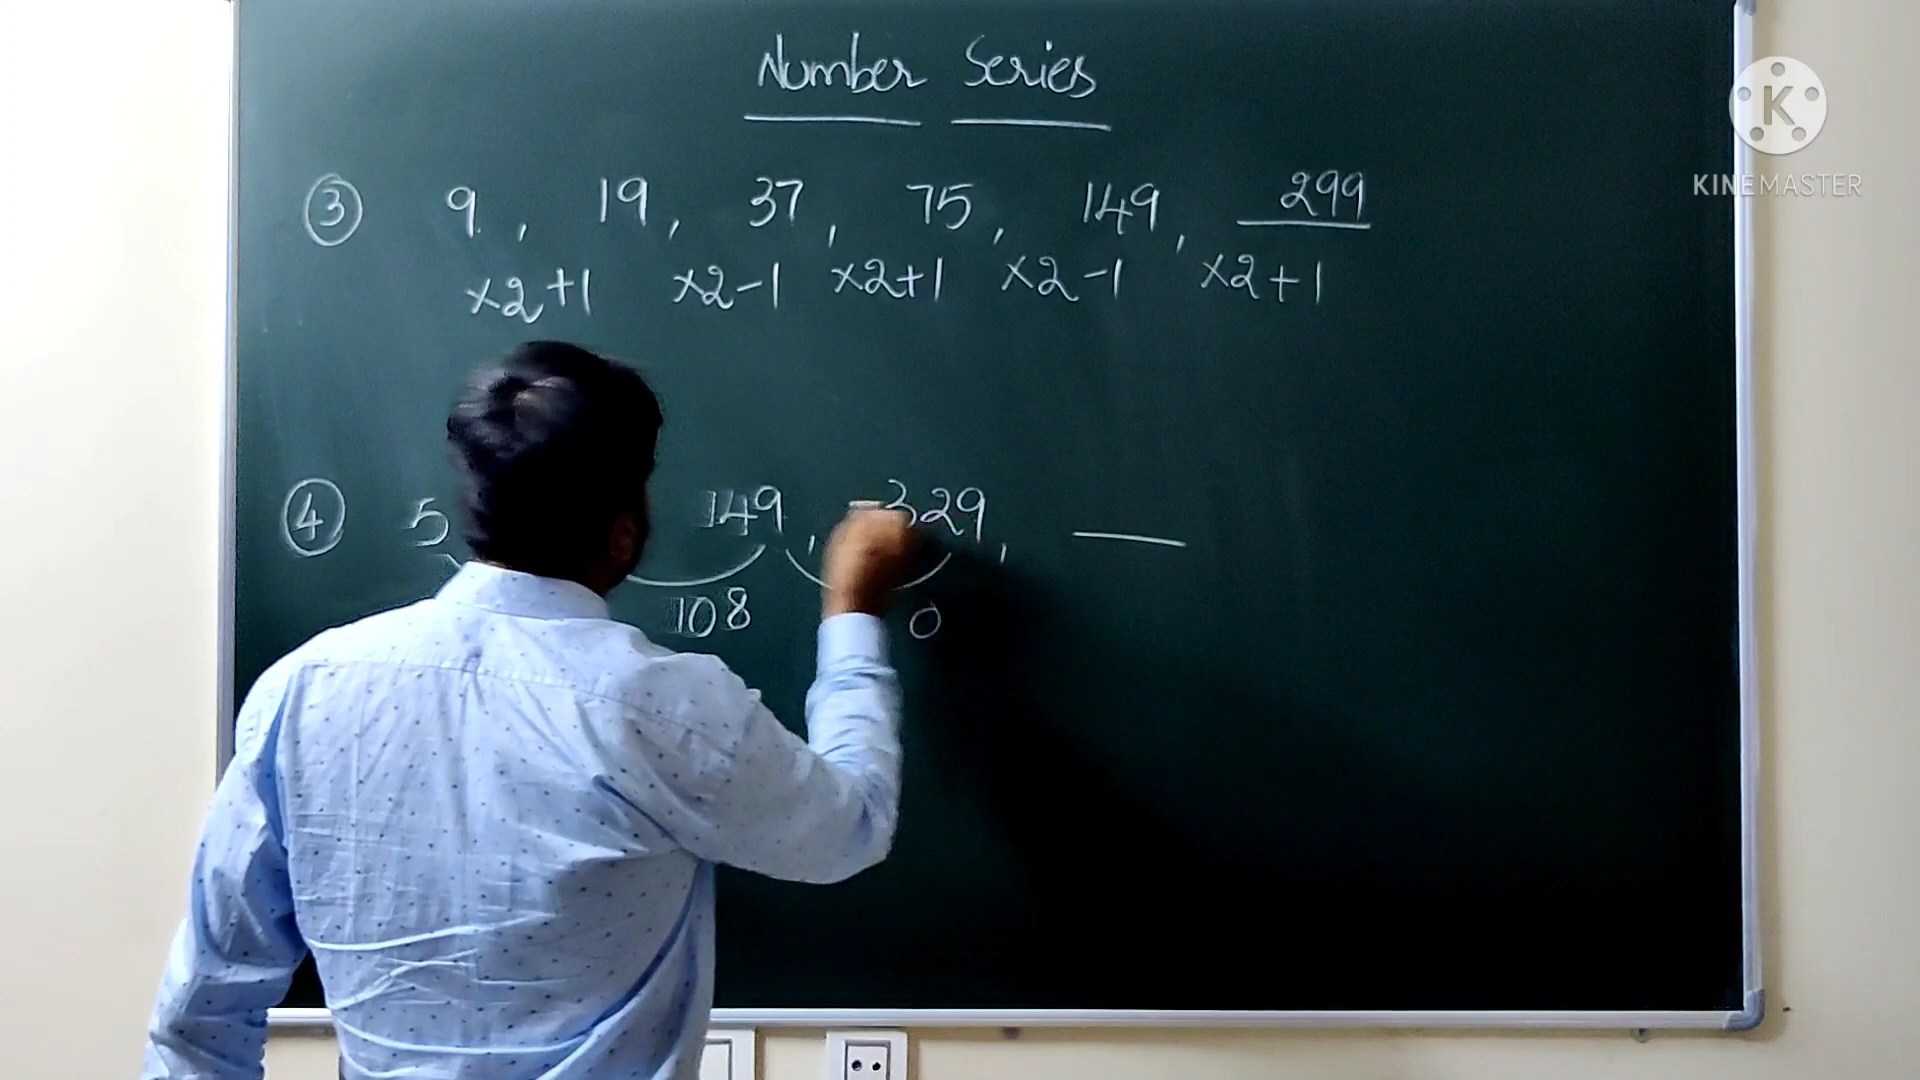 Number Series
K
KINEMASTER
③ 9, 19, 37, 75, 149, 299
×2+1 ×2-1 ×2+1 ×2-1 ×2+1
④ 5 149, 329, ___
108 0